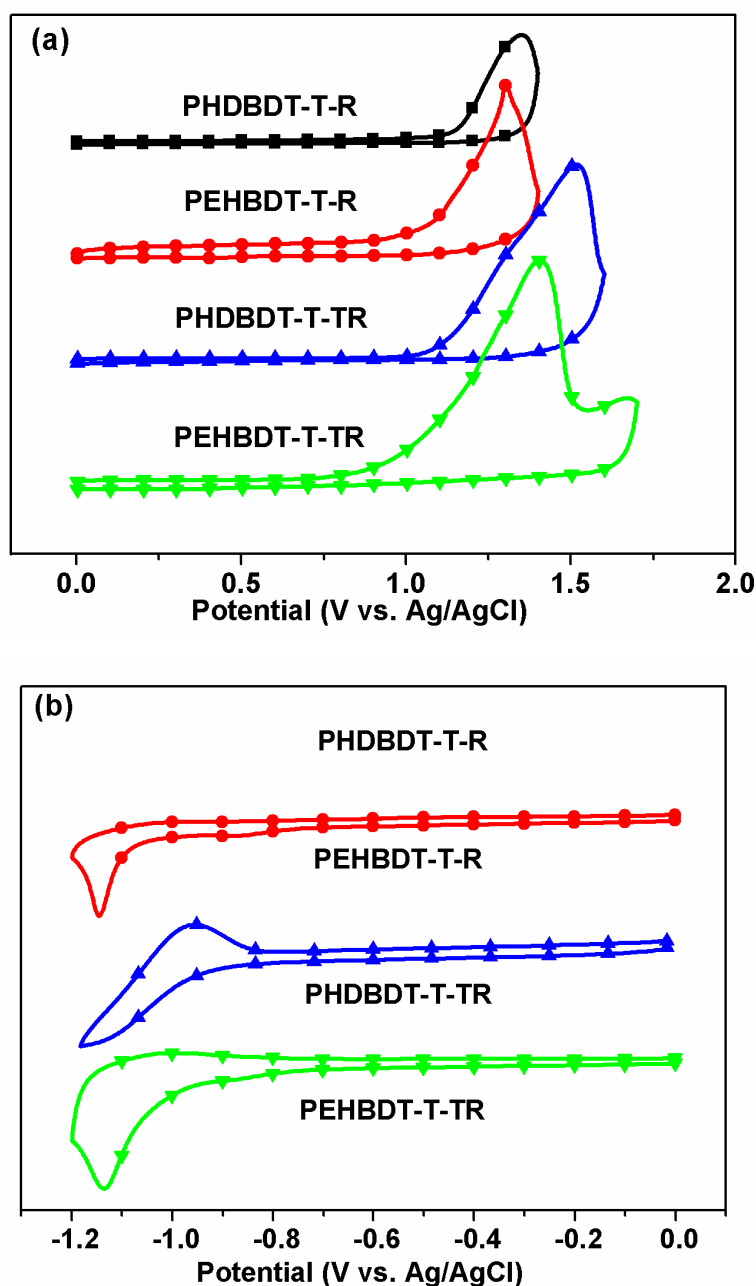 (a)
PHDBDT-T-R
PEHBDT-T-R
PHDBDT-T-TR
PEHBDT-T-TR
0.0 0.5 1.0 1.5 2.0
Potential (V vs. Ag/AgCl)
(b)
PHDBDT-T-R
PEHBDT-T-R
PHDBDT-T-TR
PEHBDT-T-TR
-1.2 -1.0 -0.8 -0.6 -0.4 -0.2 0.0
Potential (V vs. Ag/AgCl)